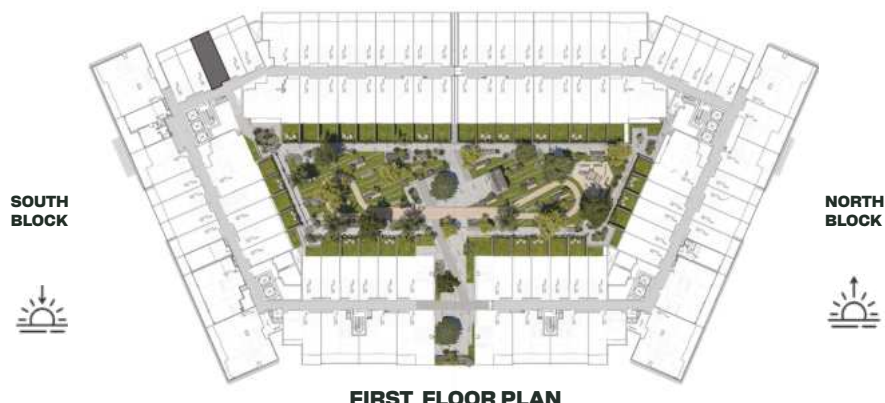 SOUTH
BLOCK
NORTH
BLOCK
FIRST FLOOR PLAN